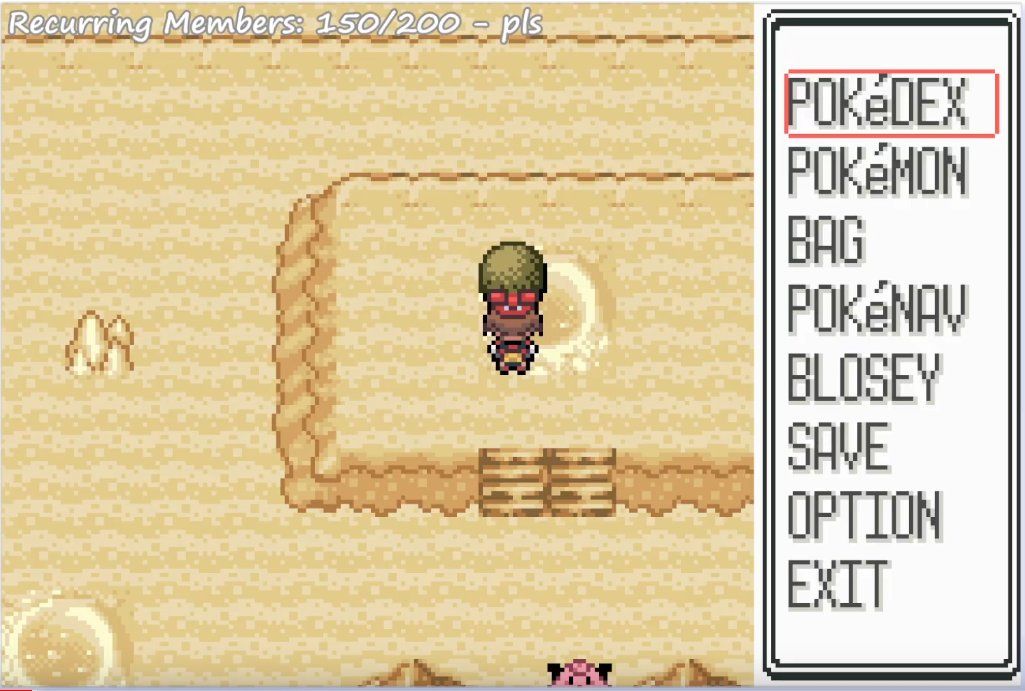 Recurring Members: 150/200 - pls
POKéDEX
POKéMON
BAG
POKéNAV
BLOSEY
SAVE
OPTION
EXIT